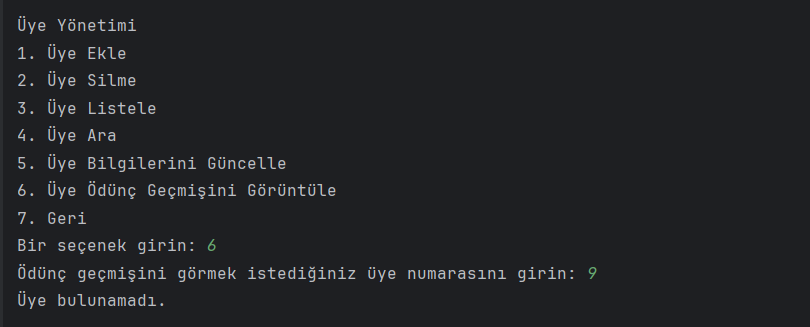 Üye Yönetimi
1. Üye Ekle
2. Üye Silme
3. Üye Listele
4. Üye Ara
5. Üye Bilgilerini Güncelle
6. Üye Ödünç Geçmişini Görüntüle
7. Geri
Bir seçenek girin: 6
Ödünç geçmişini görmek istediğiniz üye numarasını girin: 9
Üye bulunamadı.